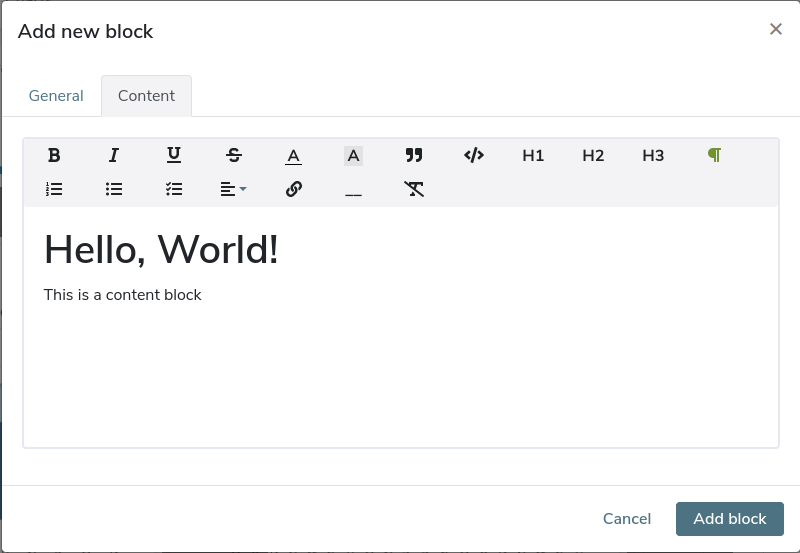 Add new block
General Content
B I U S A A H1 H2 H3
Hello, World!
This is a content block
Cancel Add block